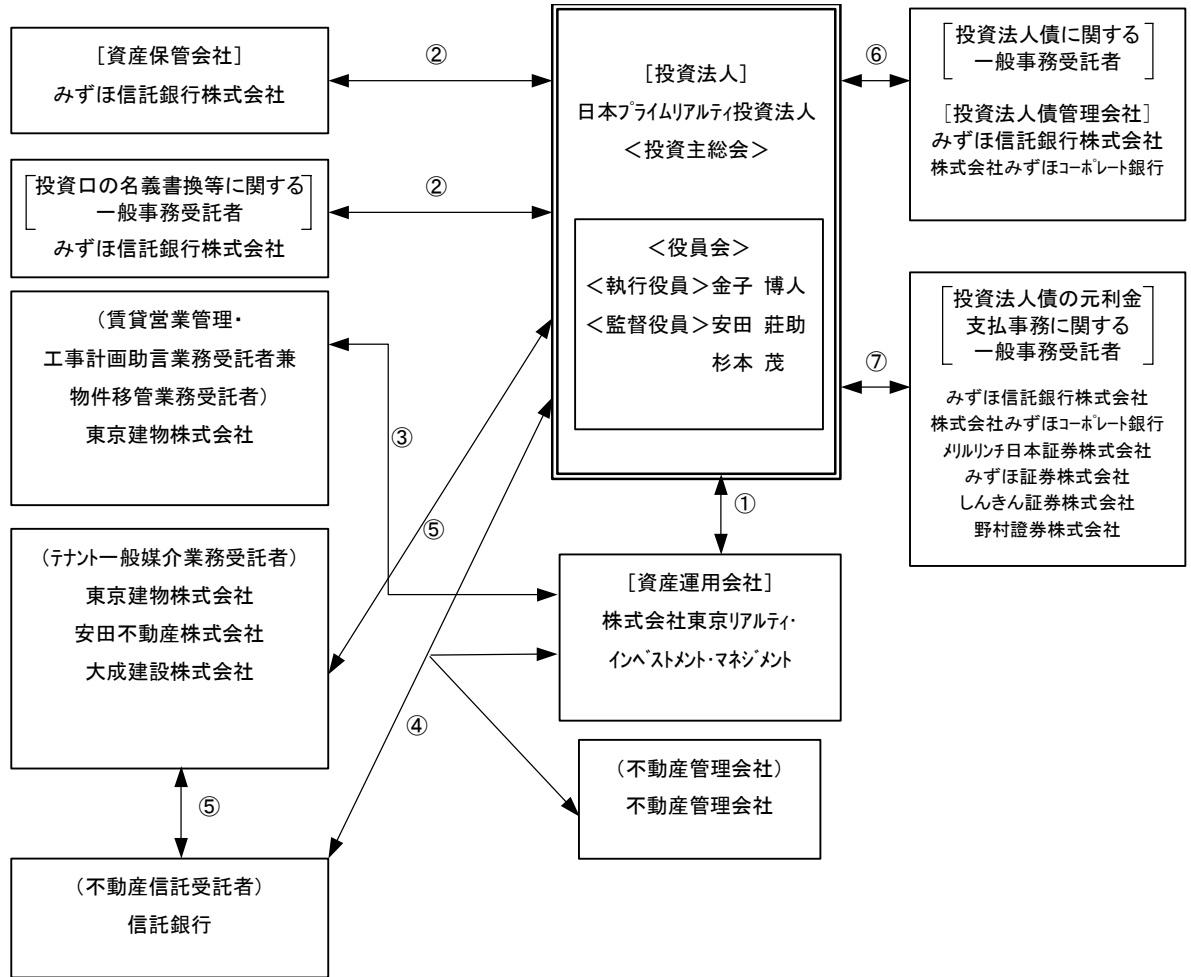 [資産保管会社]
みずほ信託銀行株式会社
②
投資口の名義書換等に関する
一般事務受託者
みずほ信託銀行株式会社
②
(賃貸営業管理・
工事計画助言業務受託者兼
物件移管業務受託者)
東京建物株式会社
③
(ﾃﾅﾝﾄ一般媒介業務受託者)
東京建物株式会社
安田不動産株式会社
大成建設株式会社
⑤
④
⑤
(不動産信託受託者)
信託銀行
[投資法人]
日本ﾌﾟﾗｲﾑﾘｱﾙﾃｨ投資法人
＜投資主総会＞
＜役員会＞
＜執行役員＞金子 博人
＜監督役員＞安田 莊助
杉本 茂
①
[資産運用会社]
株式会社東京ﾘｱﾙﾃｨ･
ｲﾝﾍﾞｽﾄﾒﾝﾄ･ﾏﾈｼﾞﾒﾝﾄ
(不動産管理会社)
不動産管理会社
⑥
投資法人債に関する
一般事務受託者
[投資法人債管理会社]
みずほ信託銀行株式会社
株式会社みずほｺｰﾎﾟﾚｰﾄ銀行
⑦
投資法人債の元利金
支払事務に関する
一般事務受託者
みずほ信託銀行株式会社
株式会社みずほｺｰﾎﾟﾚｰﾄ銀行
ﾒﾘﾙﾘﾝﾁ日本証券株式会社
みずほ証券株式会社
しんきん証券株式会社
野村證券株式会社